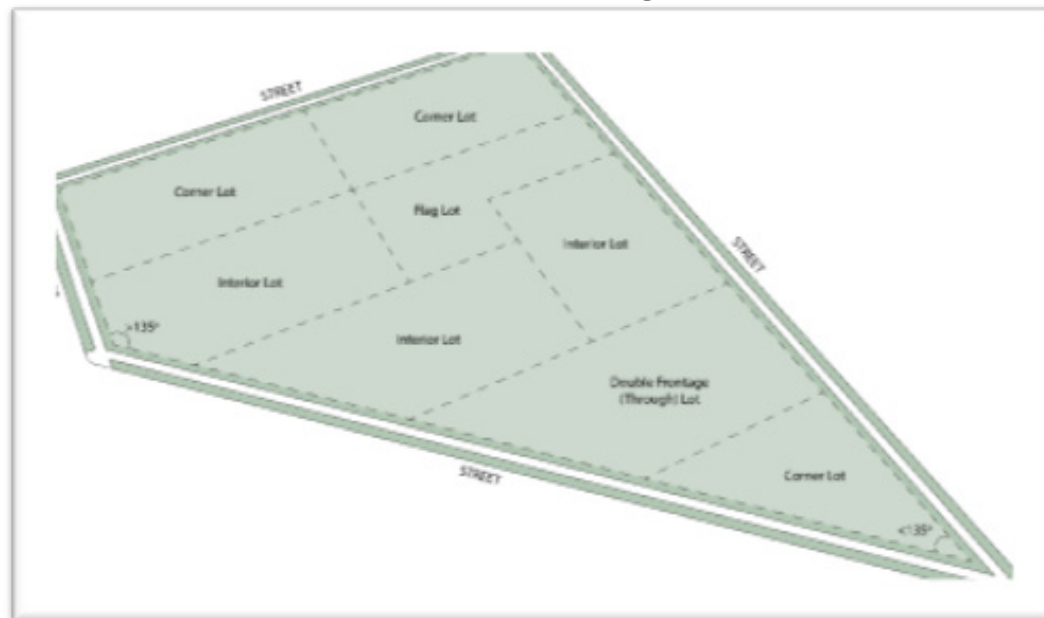 STREET
Corner Lot
Corner Lot
Flag Lot
Interior Lot
STREET
Interior Lot
>135°
Interior Lot
Double Frontage
(Through) Lot
STREET
Corner Lot
<135°